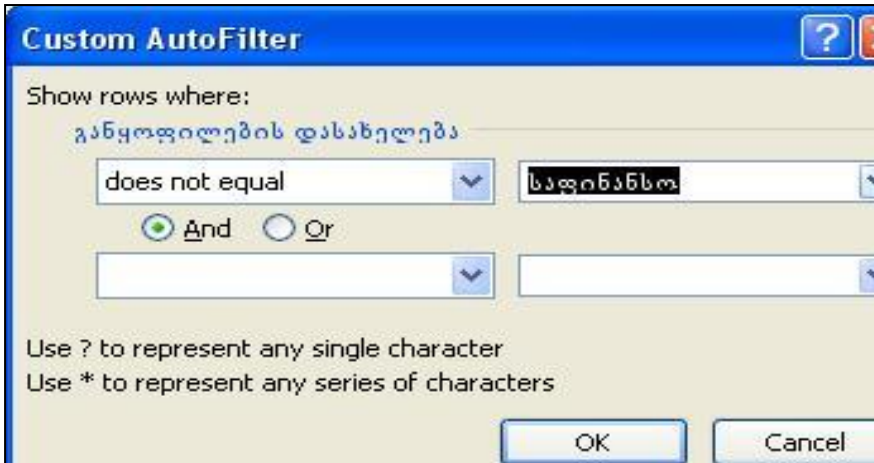 Custom AutoFilter
?
Show rows where:
განყოფილების დასახელება
does not equal საფინანსო
And Or
Use ? to represent any single character
Use * to represent any series of characters
OK Cancel